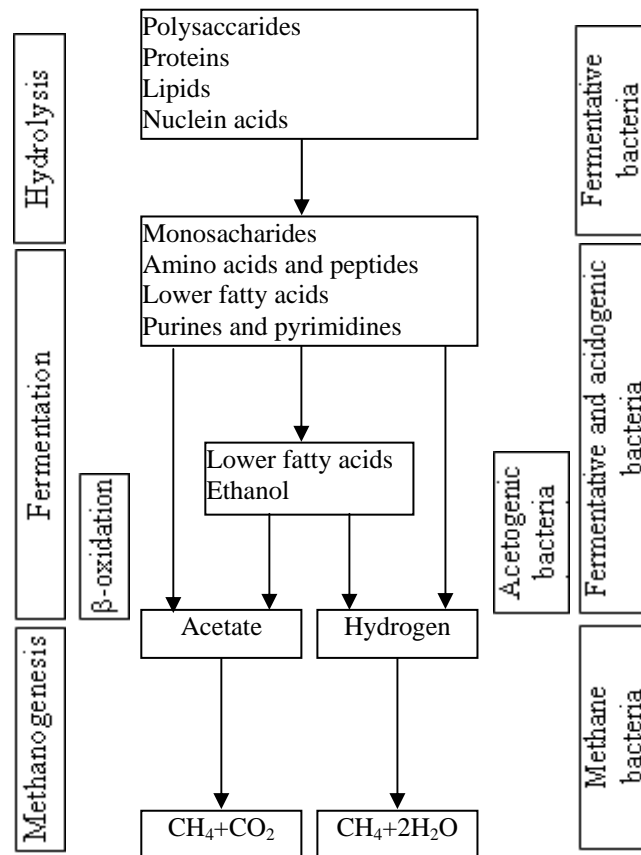 Polysaccarides
Proteins
Lipids
Nuclein acids
Hydrolysis
Fermentative
bacteria
Monosacharides
Amino acids and peptides
Lower fatty acids
Purines and pyrimidines
Fermentation
Fermentative and acidogenic
bacteria
Lower fatty acids
Ethanol
β-oxidation
Acetogenic
bacteria
Acetate
Hydrogen
Methanogenesis
Methane
bacteria
CH₄+CO₂
CH₄+2H₂O